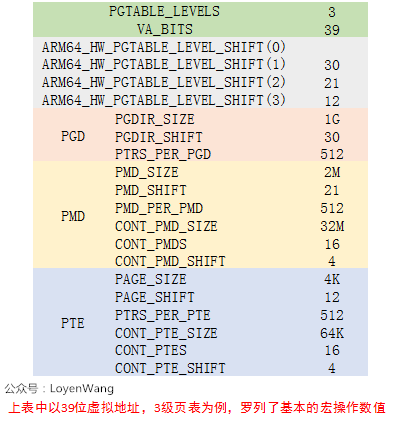 PGTABLE_LEVELS 3
VA_BITS 39
ARM64_HW_PGTABLE_LEVEL_SHIFT(0)
ARM64_HW_PGTABLE_LEVEL_SHIFT(1) 30
ARM64_HW_PGTABLE_LEVEL_SHIFT(2) 21
ARM64_HW_PGTABLE_LEVEL_SHIFT(3) 12
PGD
PGDIR_SIZE 1G
PGDIR_SHIFT 30
PTRS_PER_PGD 512
PMD
PMD_SIZE 2M
PMD_SHIFT 21
PMD_PER_PMD 512
CONT_PMD_SIZE 32M
CONT_PMDS 16
CONT_PMD_SHIFT 4
PTE
PAGE_SIZE 4K
PAGE_SHIFT 12
PTRS_PER_PTE 512
CONT_PTE_SIZE 64K
CONT_PTES 16
CONT_PTE_SHIFT 4
公众号：LoyenWang
上表中以39位虚拟地址，3级页表为例，罗列了基本的宏操作数值